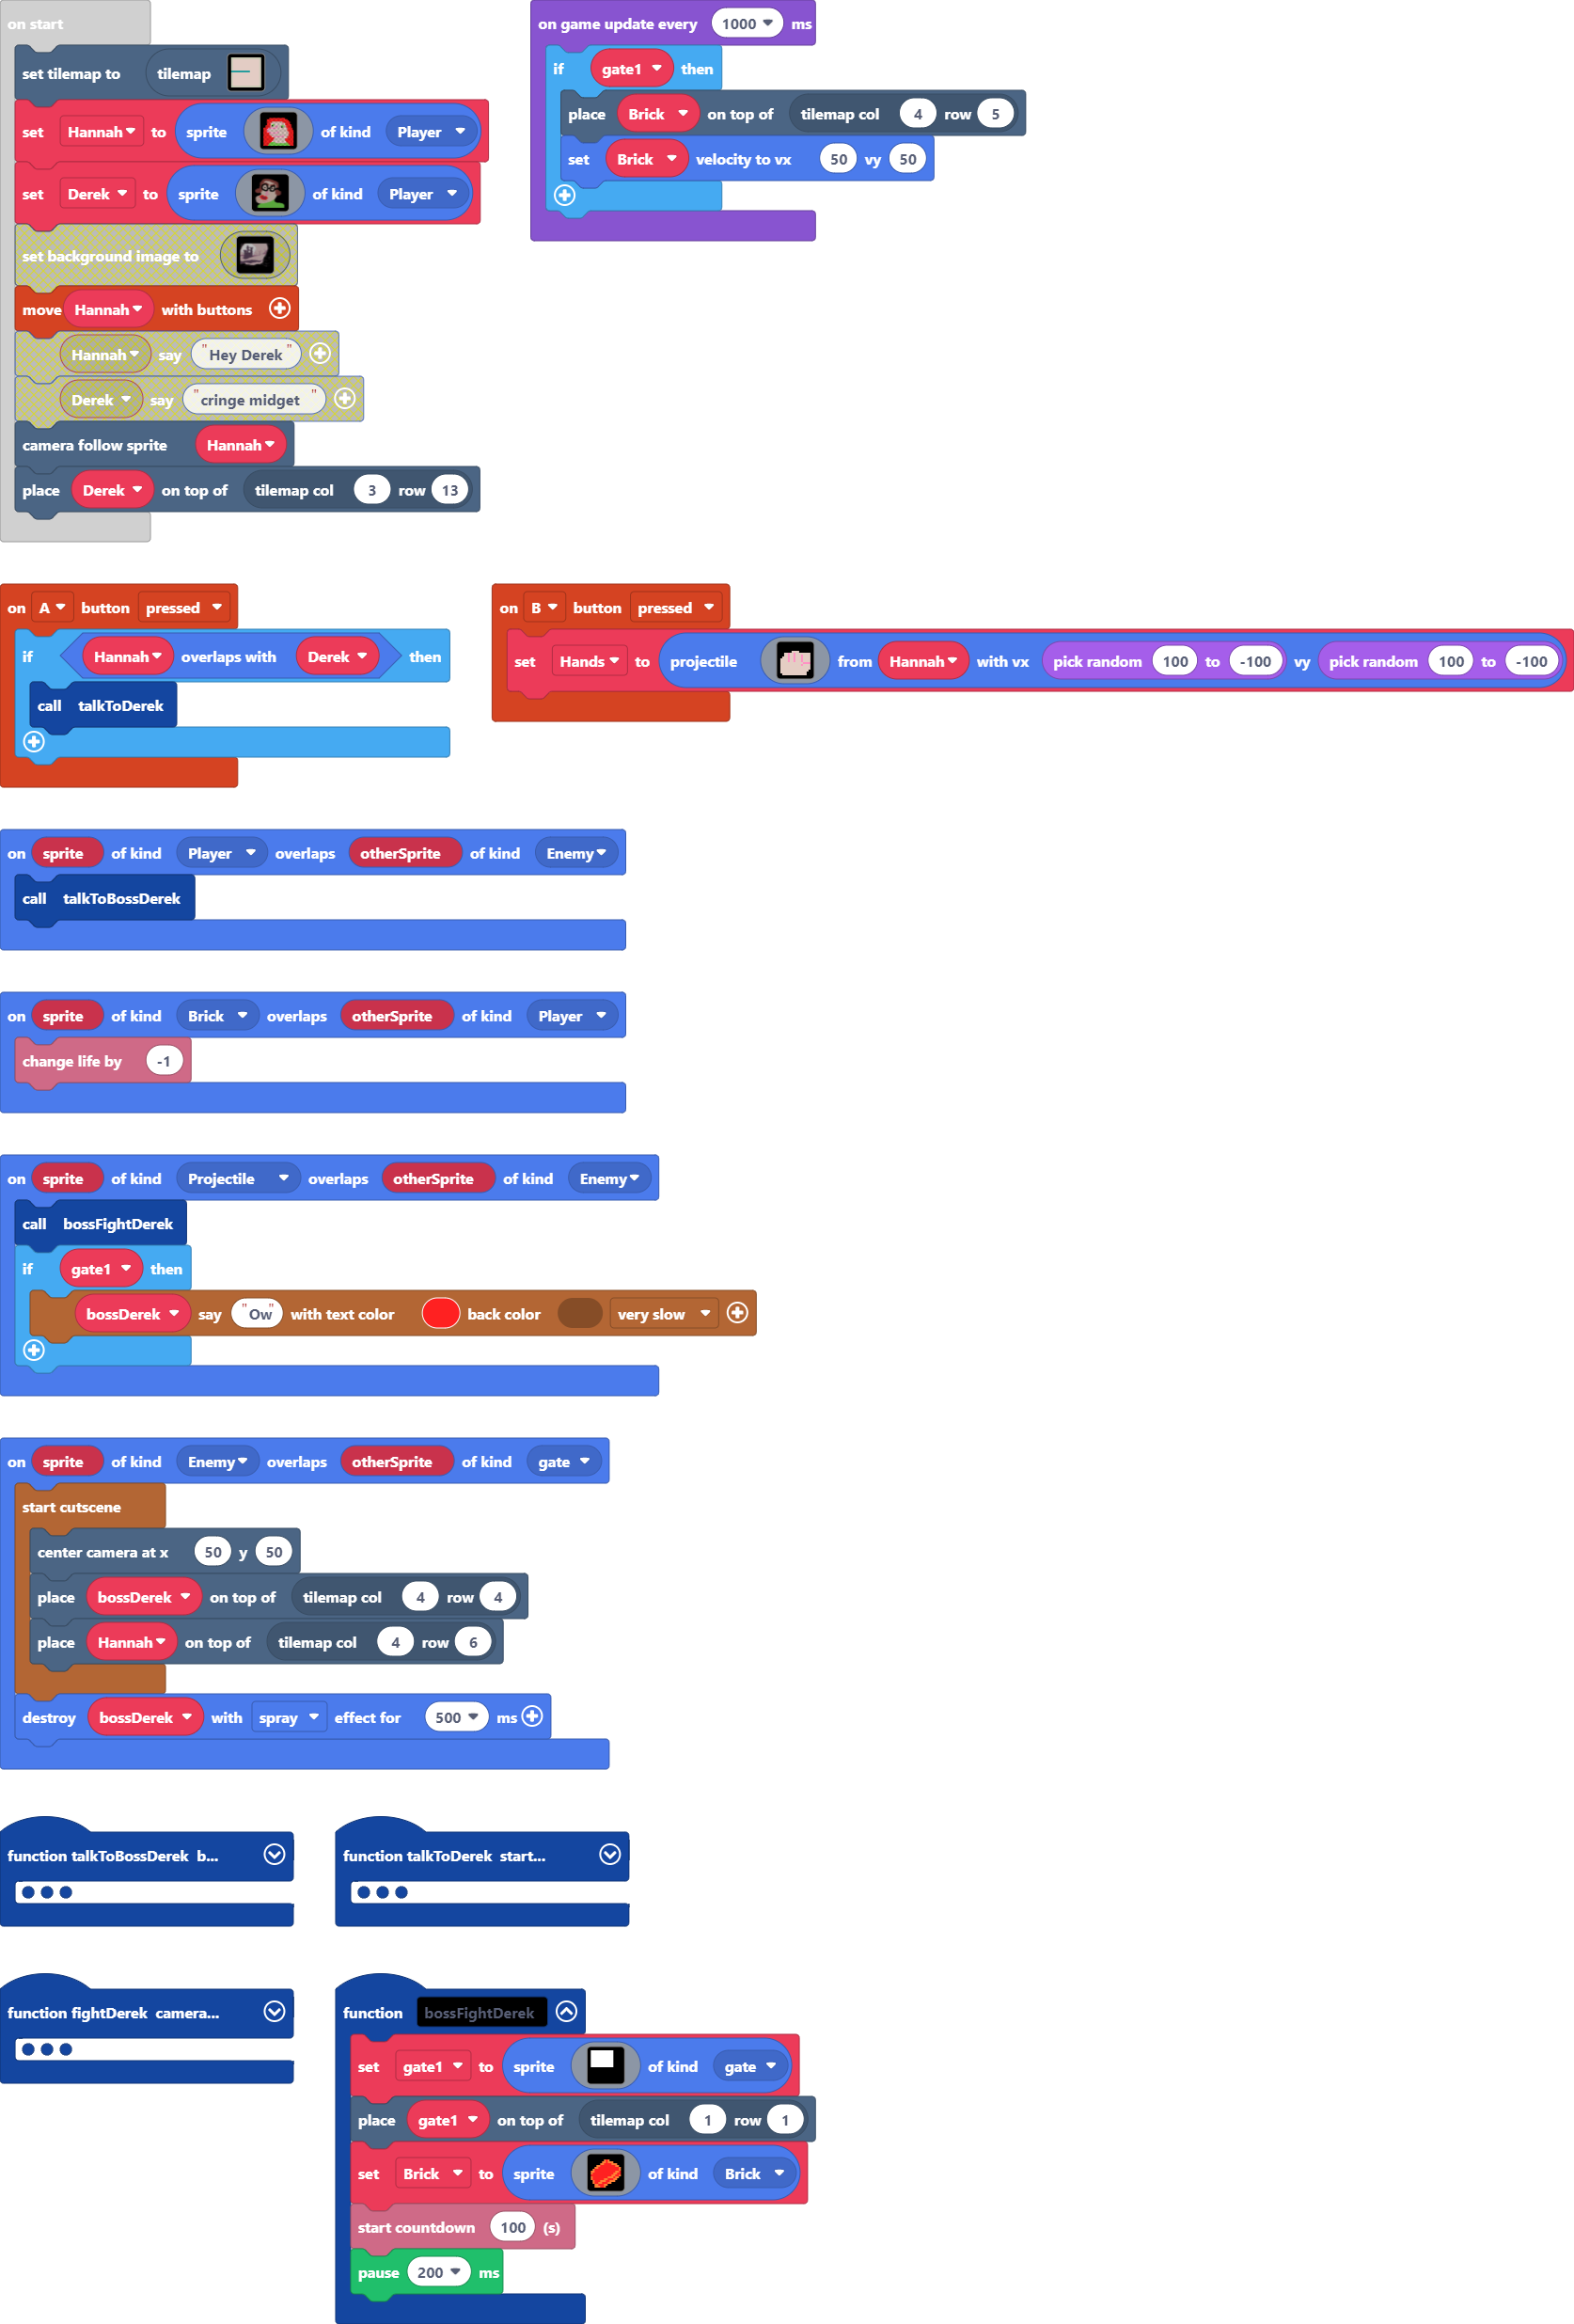 on start
set tilemap to tilemap
set Hannah to sprite of kind Player
set Derek to sprite of kind Player
set background image to
move Hannah with buttons
Hannah say "Hey Derek"
Derek say "cringe midget "
camera follow sprite Hannah
place Derek on top of tilemap col 3 row 13
on game update every 1000 ms
if gate1 then
place Brick on top of tilemap col 4 row 5
set Brick velocity to vx 50 vy 50
on A button pressed
if Hannah overlaps with Derek then
call talkToDerek
on B button pressed
set Hands to projectile from Hannah with vx pick random 100 to -100 vy pick random 100 to -100
on sprite of kind Player overlaps otherSprite of kind Enemy
call talkToBossDerek
on sprite of kind Brick overlaps otherSprite of kind Player
change life by -1
on sprite of kind Projectile overlaps otherSprite of kind Enemy
call bossFightDerek
if gate1 then
bossDerek say "Ow" with text color back color very slow
on sprite of kind Enemy overlaps otherSprite of kind gate
start cutscene
center camera at x 50 y 50
place bossDerek on top of tilemap col 4 row 4
place Hannah on top of tilemap col 4 row 6
destroy bossDerek with spray effect for 500 ms
function talkToBossDerek b...
function talkToDerek start...
function fightDerek camera...
function bossFightDerek
set gate1 to sprite of kind gate
place gate1 on top of tilemap col 1 row 1
set Brick to sprite of kind Brick
start countdown 100 (s)
pause 200 ms